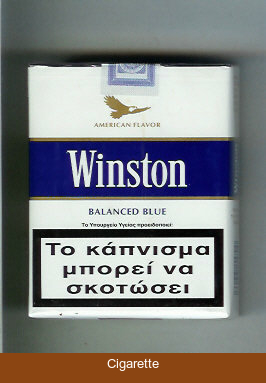 AMERICAN FLAVOR
Winston
BALANCED BLUE
Το Υπουργείο Υγείας προειδοποιεί:
Το κάπνισμα
μπορεί να
σκοτώσει
Cigarette